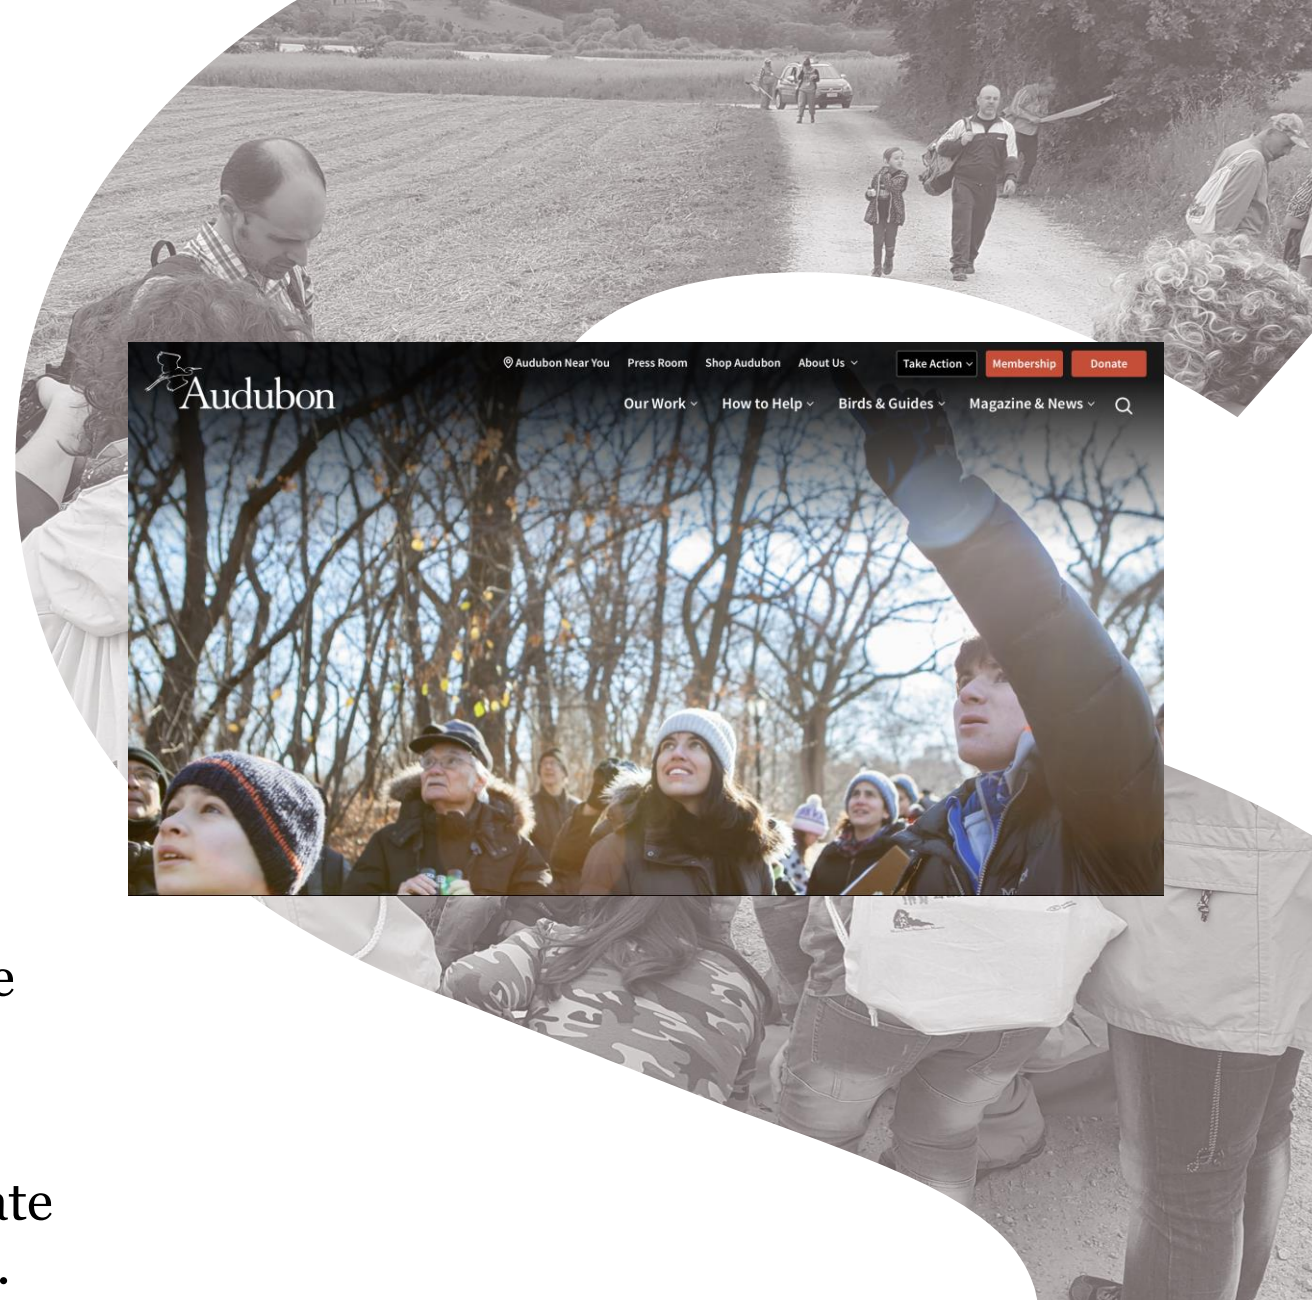 Audubon Near You Press Room Shop Audubon About Us Take Action Membership Donate
Audubon
Our Work How to Help Birds & Guides Magazine & News
e
ate
.